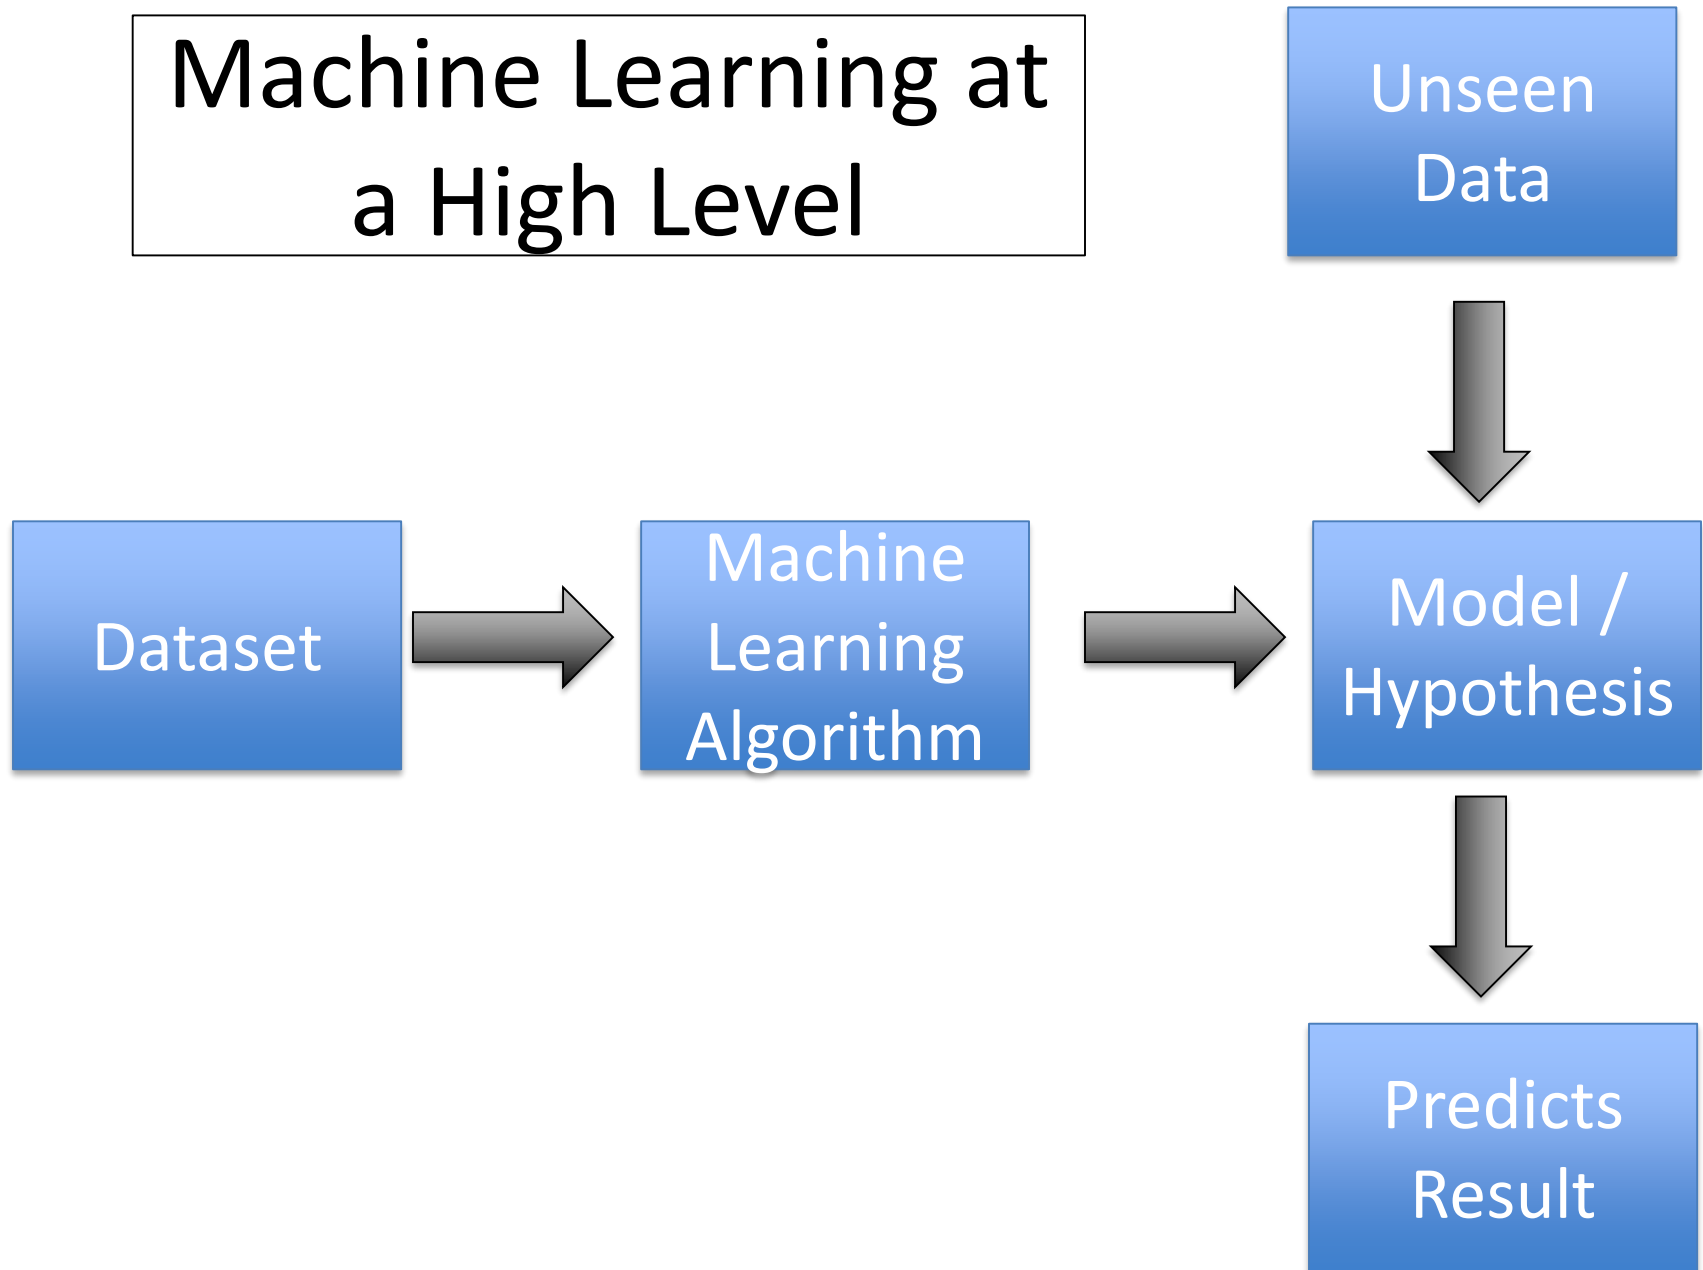 Machine Learning at
a High Level
Unseen
Data
Dataset
Machine
Learning
Algorithm
Model /
Hypothesis
Predicts
Result